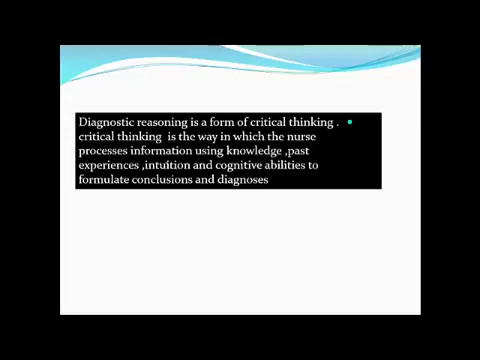 Diagnostic reasoning is a form of critical thinking .
critical thinking  is the way in which the nurse
processes information using knowledge ,past
experiences ,intuition and cognitive abilities to
formulate conclusions and diagnoses